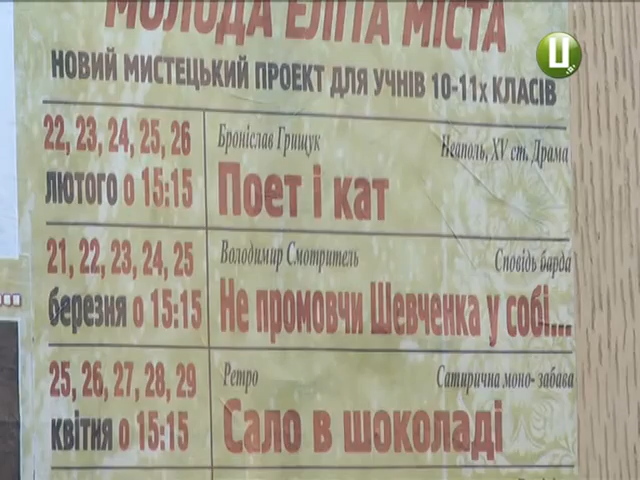 МОЛОДА ЕЛІТА МІСТА
Ц
НОВИЙ МИСТЕЦЬКИЙ ПРОЕКТ ДЛЯ УЧНІВ 10-11х КЛАСІВ
22, 23, 24, 25, 26
лютого о 15:15
Броніслав Грищук
Неаполь, XV ст. Драма
Поет і кат
21, 22, 23, 24, 25
березня о 15:15
Володимир Смотритель
Сповідь барда
Не промовчи Шевченка у собі...
25, 26, 27, 28, 29
квітня о 15:15
Ретро
Сатирична моно- забава
Сало в шоколаді